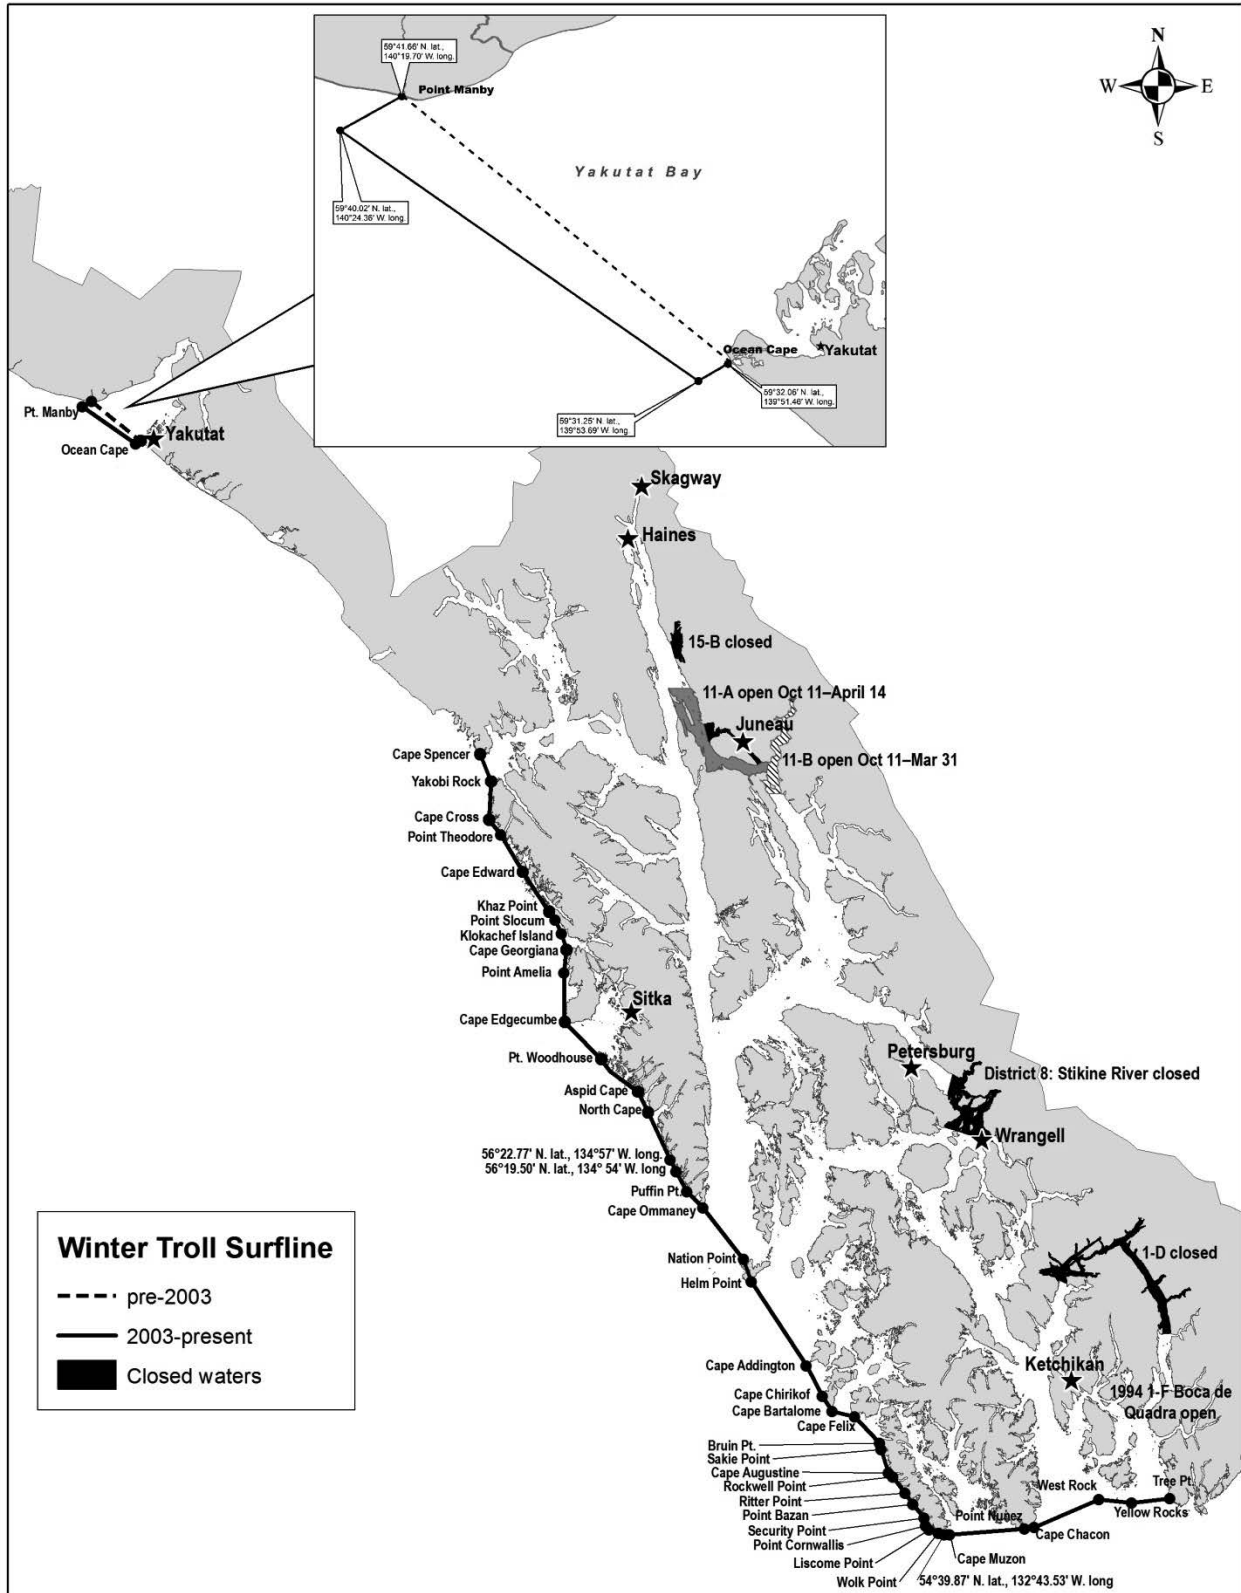 59°41.66' N. lat.,
140°19.70' W. long.
Point Manby
N
W
E
S
Yakutat Bay
59°40.02' N. lat.,
140°24.36' W. long.
Ocean Cape
Yakutat
59°32.06' N. lat.,
139°51.46' W. long.
59°31.25' N. lat.,
139°53.69' W. long.
Pt. Manby
Ocean Cape
Yakutat
Skagway
Haines
15-B closed
11-A open Oct 11–April 14
Juneau
11-B open Oct 11–Mar 31
Cape Spencer
Yakobi Rock
Cape Cross
Point Theodore
Cape Edward
Khaz Point
Point Slocum
Klokachef Island
Cape Georgiana
Point Amelia
Sitka
Cape Edgecumbe
Pt. Woodhouse
Petersburg
District 8: Stikine River closed
Aspid Cape
North Cape
Wrangell
56°22.77' N. lat., 134°57' W. long.
56°19.50' N. lat., 134° 54' W. long
Puffin Pt.
Cape Ommaney
Nation Point
Helm Point
1-D closed
Winter Troll Surfline
pre-2003
2003-present
Closed waters
Cape Addington
Ketchikan
Cape Chirikof
Cape Bartalome
Cape Felix
1994 1-F Boca de
Quadra open
Bruin Pt.
Sakie Point
Cape Augustine
Rockwell Point
Ritter Point
Point Bazan
Security Point
Point Cornwallis
Liscome Point
Wolk Point
54°39.87' N. lat., 132°43.53' W. long
Cape Muzon
Point Nunez
Cape Chacon
West Rock
Yellow Rocks
Tree Pt.